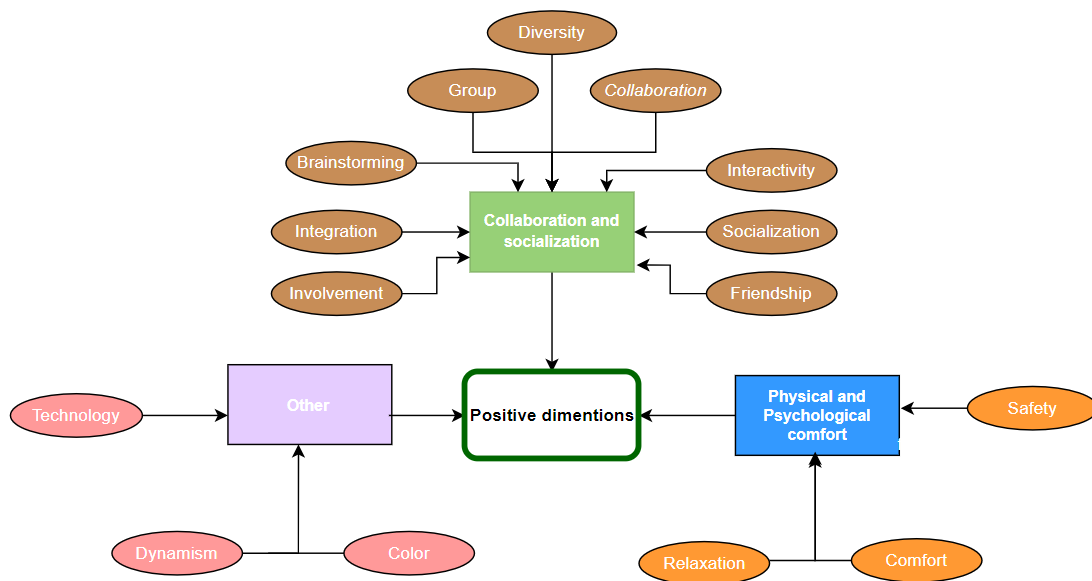 Diversity
Group
Collaboration
Brainstorming
Interactivity
Collaboration and
socialization
Integration
Socialization
Involvement
Friendship
Other
Technology
Positive dimentions
Physical and
Psychological
comfort
Safety
Dynamism
Color
Relaxation
Comfort